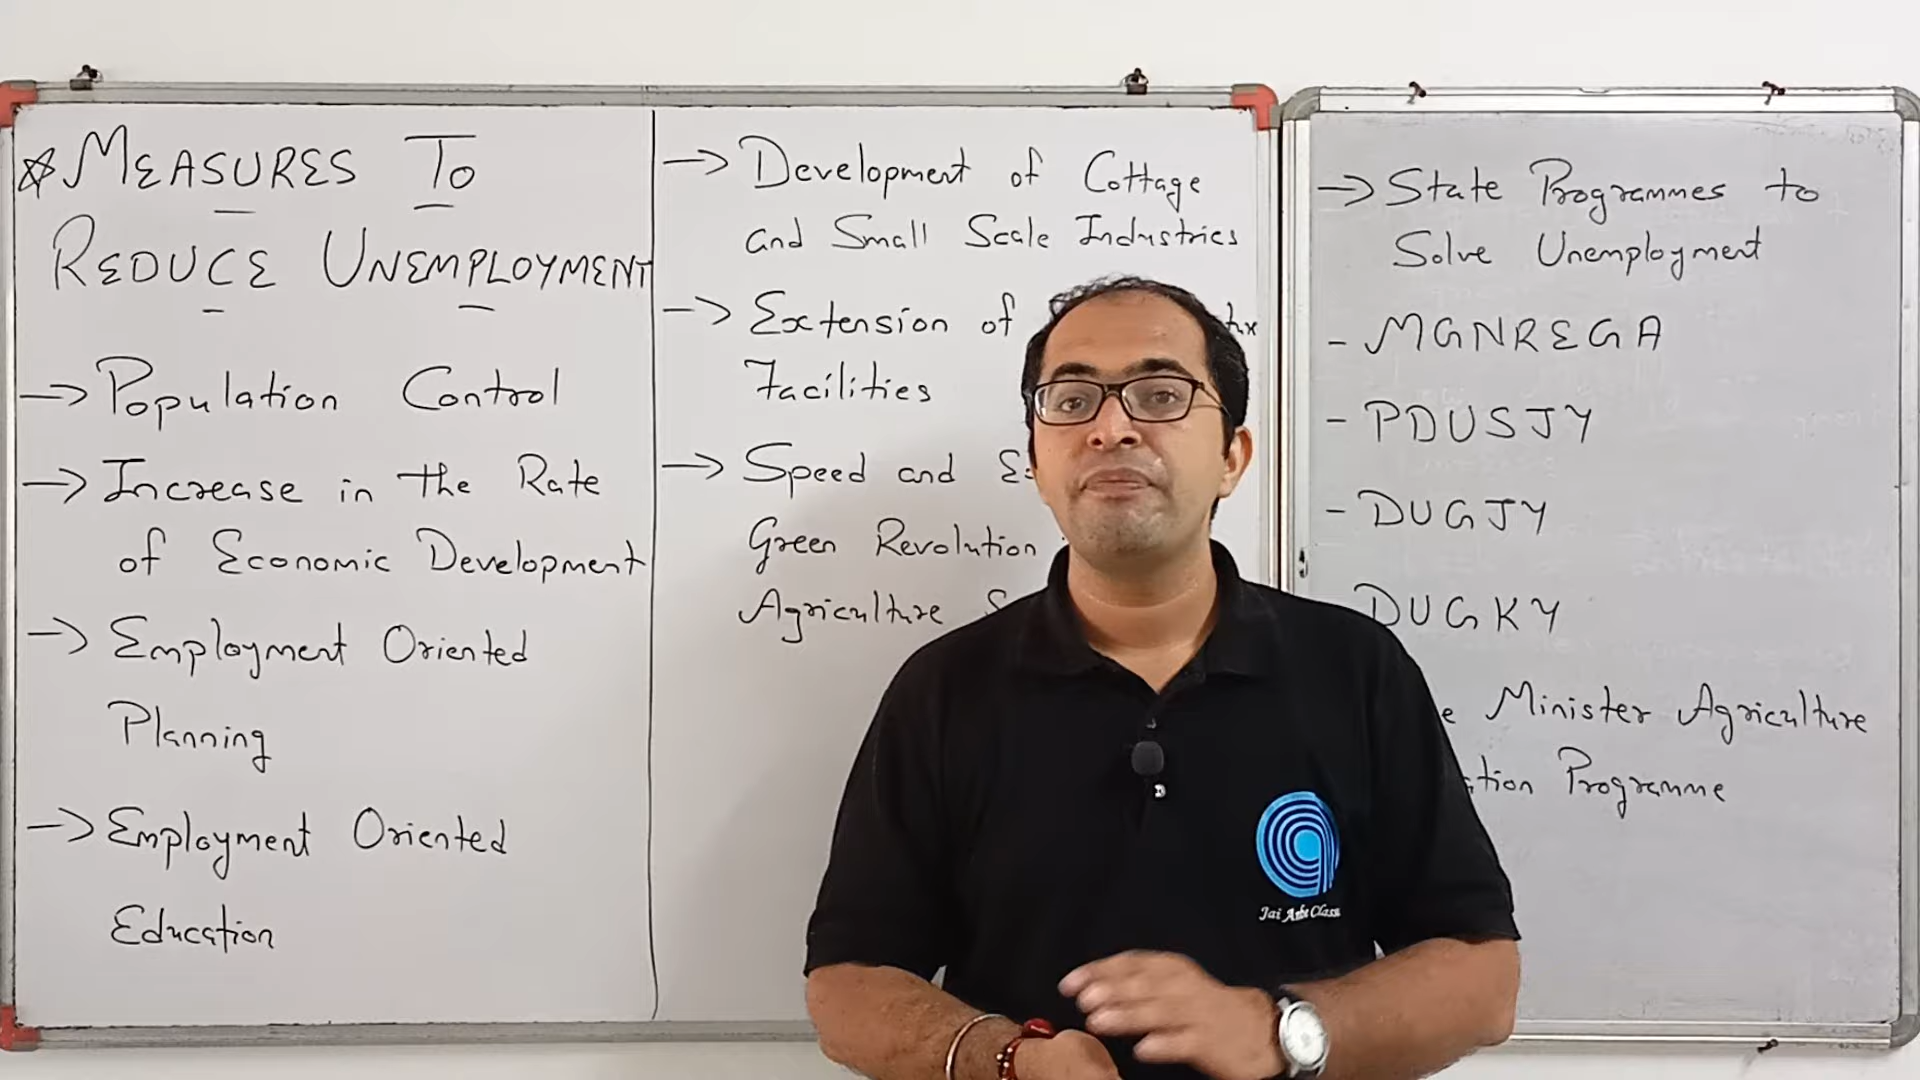 ☆ MEASURES TO
REDUCE UNEMPLOYMENT
→ Population Control
→ Increase in the Rate
of Economic Development
→ Employment Oriented
Planning
→ Employment Oriented
Education
→ Development of Cottage
and Small Scale Industries
→ Extension of
Facilities
→ Speed and
Green Revolution
Agriculture
→ State Programmes to
Solve Unemployment
- MGNREGA
- PDUSJY
- DUGJY
DUGKY
Minister Agriculture
Programme
Jai Ambe Classes